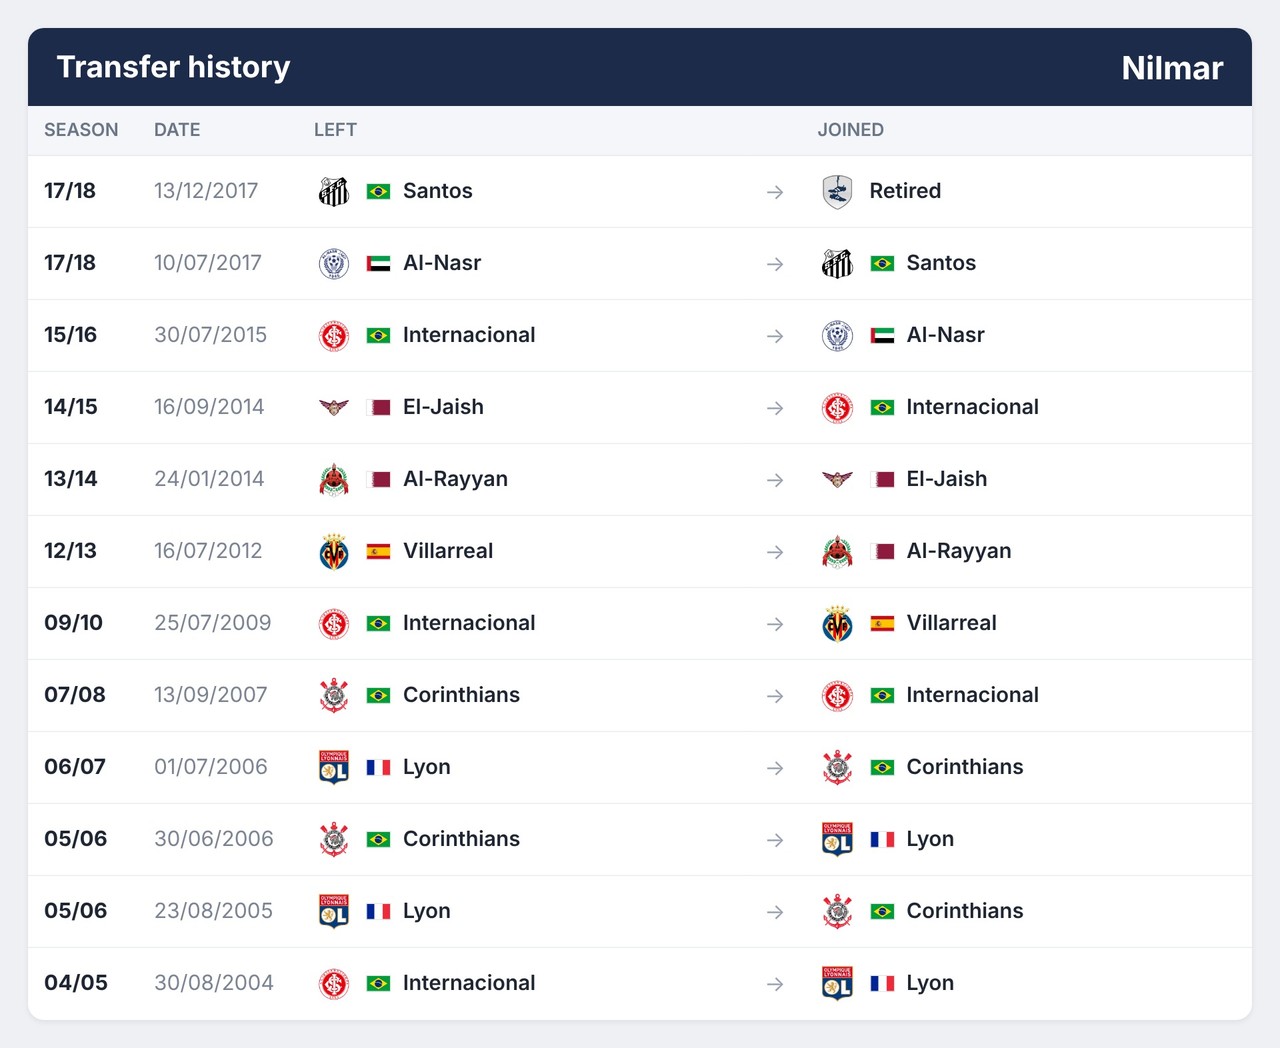 Transfer history Nilmar
SEASON DATE LEFT JOINED
17/18 13/12/2017 Santos → Retired
17/18 10/07/2017 Al-Nasr → Santos
15/16 30/07/2015 Internacional → Al-Nasr
14/15 16/09/2014 El-Jaish → Internacional
13/14 24/01/2014 Al-Rayyan → El-Jaish
12/13 16/07/2012 Villarreal → Al-Rayyan
09/10 25/07/2009 Internacional → Villarreal
07/08 13/09/2007 Corinthians → Internacional
06/07 01/07/2006 Lyon → Corinthians
05/06 30/06/2006 Corinthians → Lyon
05/06 23/08/2005 Lyon → Corinthians
04/05 30/08/2004 Internacional → Lyon